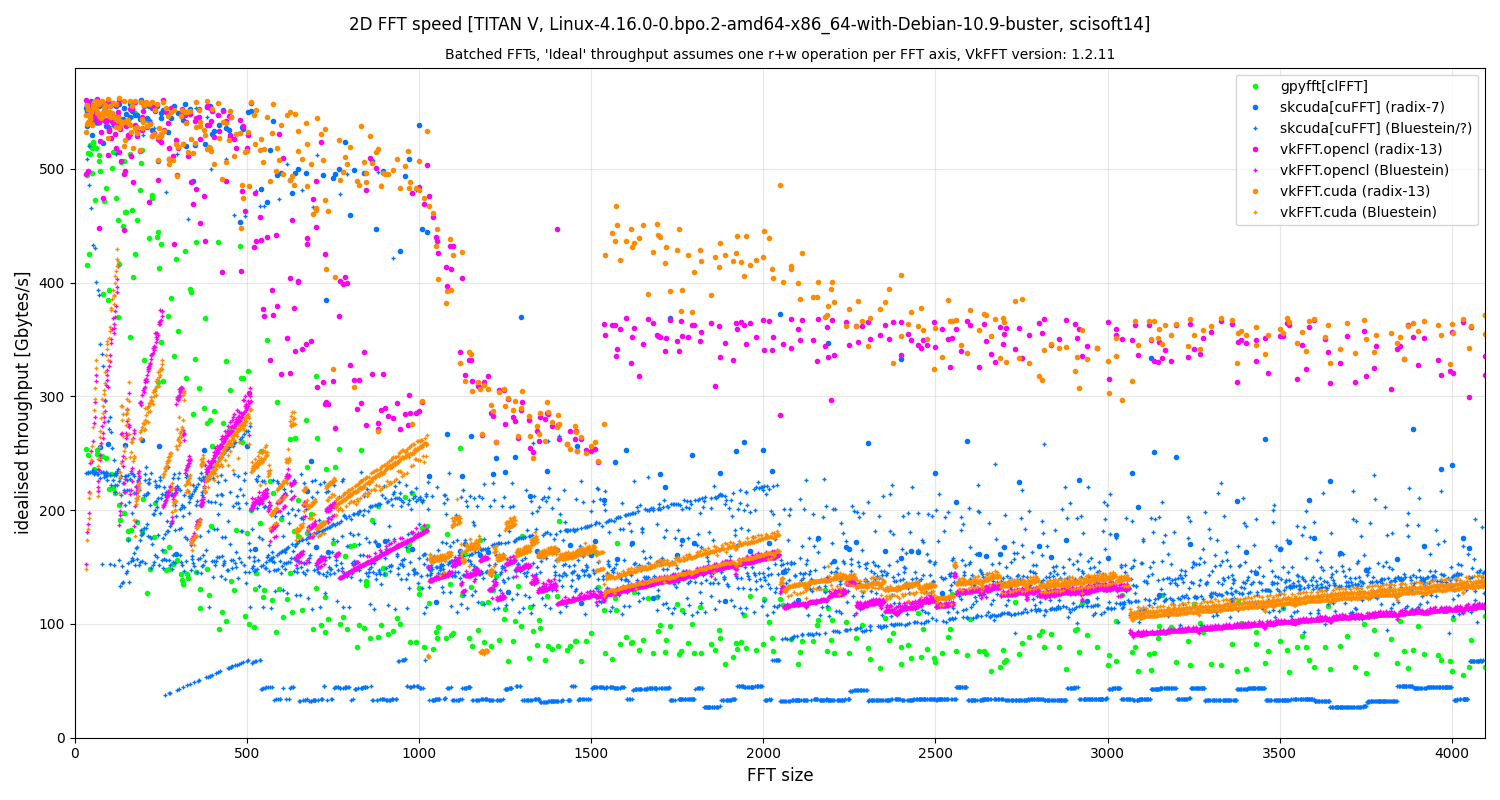 2D FFT speed [TITAN V, Linux-4.16.0-0.bpo.2-amd64-x86_64-with-Debian-10.9-buster, scisoft14]
Batched FFTs, 'Ideal' throughput assumes one r+w operation per FFT axis, VkFFT version: 1.2.11
gpyfft[clFFT]
skcuda[cuFFT] (radix-7)
skcuda[cuFFT] (Bluestein/?)
vkFFT.opencl (radix-13)
vkFFT.opencl (Bluestein)
vkFFT.cuda (radix-13)
vkFFT.cuda (Bluestein)
idealised throughput [Gbytes/s]
500
400
300
200
100
0
0 500 1000 1500 2000 2500 3000 3500 4000
FFT size